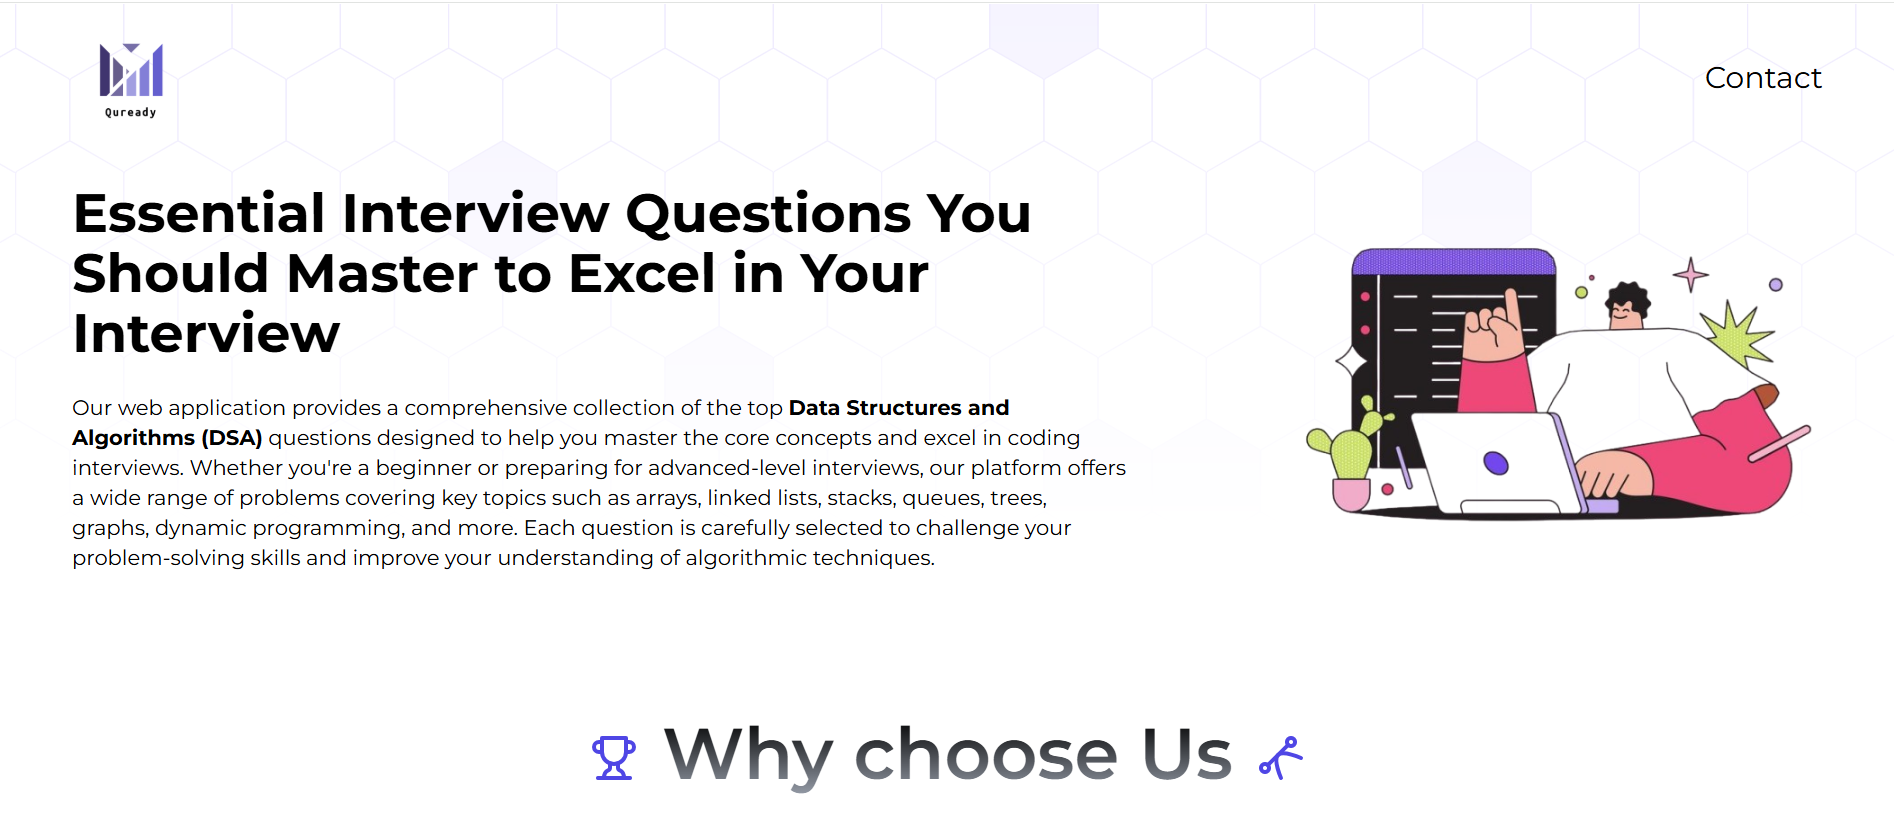 Quready
Contact
Essential Interview Questions You
Should Master to Excel in Your
Interview
Our web application provides a comprehensive collection of the top Data Structures and
Algorithms (DSA) questions designed to help you master the core concepts and excel in coding
interviews. Whether you're a beginner or preparing for advanced-level interviews, our platform offers
a wide range of problems covering key topics such as arrays, linked lists, stacks, queues, trees,
graphs, dynamic programming, and more. Each question is carefully selected to challenge your
problem-solving skills and improve your understanding of algorithmic techniques.
Why choose Us